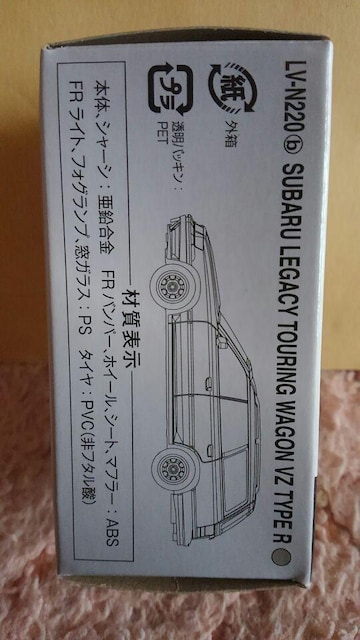 LV-N220 ⓑ SUBARU LEGACY TOURING WAGON VZ TYPE R
紙
外箱
プラ
透明パッキン：
PET
材質表示
本体、シャーシ：亜鉛合金　FRバンパー、ホイール、シート、マフラー：ABS
FRライト、フォグランプ、窓ガラス：PS　タイヤ：PVC(非フタル酸)